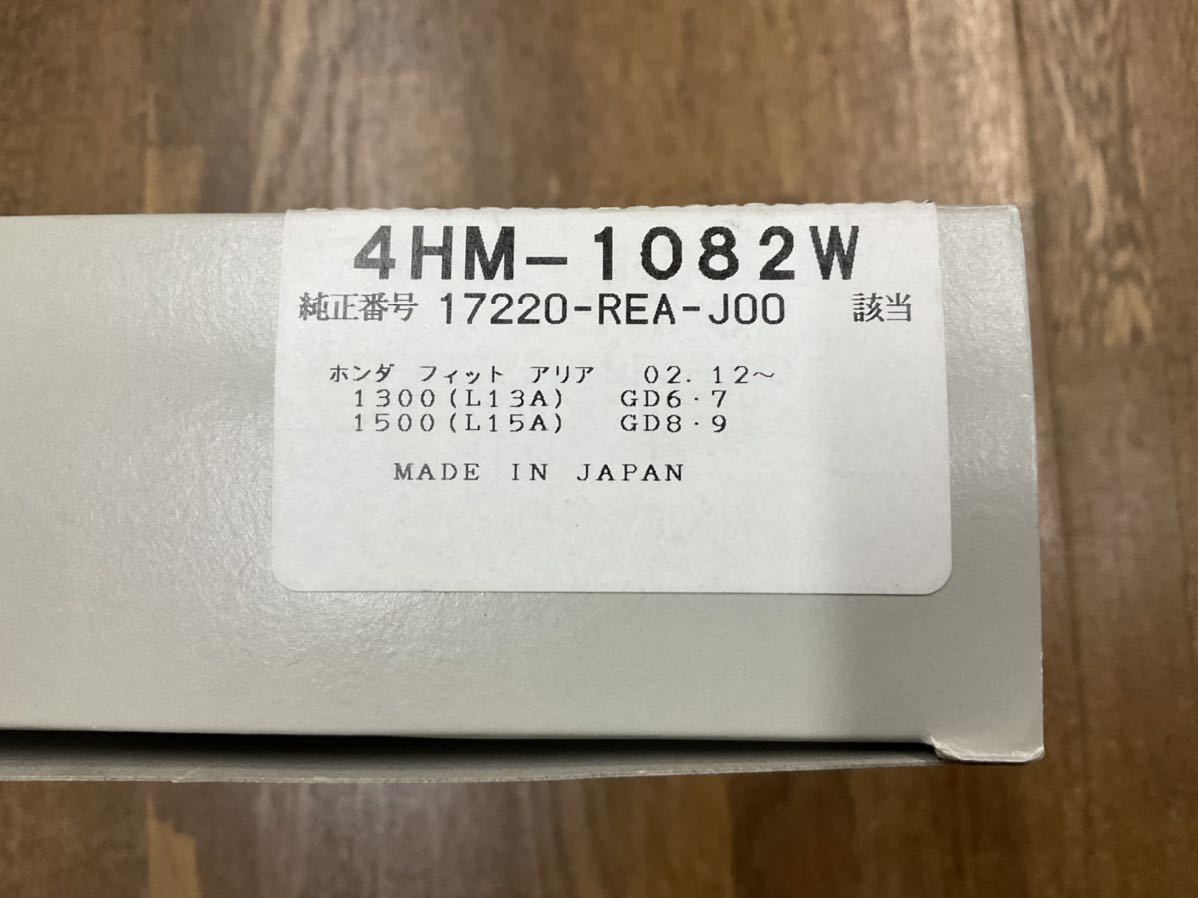 4HM-1082W
純正番号 17220-REA-J00 該当
ホンダ フィット アリア 02.12〜
1300(L13A) GD6・7
1500(L15A) GD8・9
MADE IN JAPAN